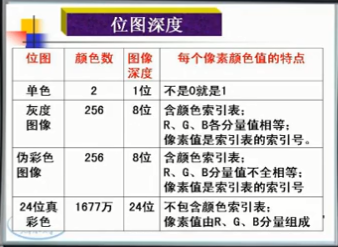 位图深度
位图 颜色数 图像深度 每个像素颜色值的特点
单色 2 1位 不是0就是1
灰度图像 256 8位 含颜色索引表；
R、G、B各分量值相等；
像素值是索引表的索引号。
伪彩色图像 256 8位 含颜色索引表；
R、G、B分量值不全相等；
像素值是索引表的索引号
24位真彩色 1677万 24位 不包含颜色索引表；
像素值由R、G、B分量组成